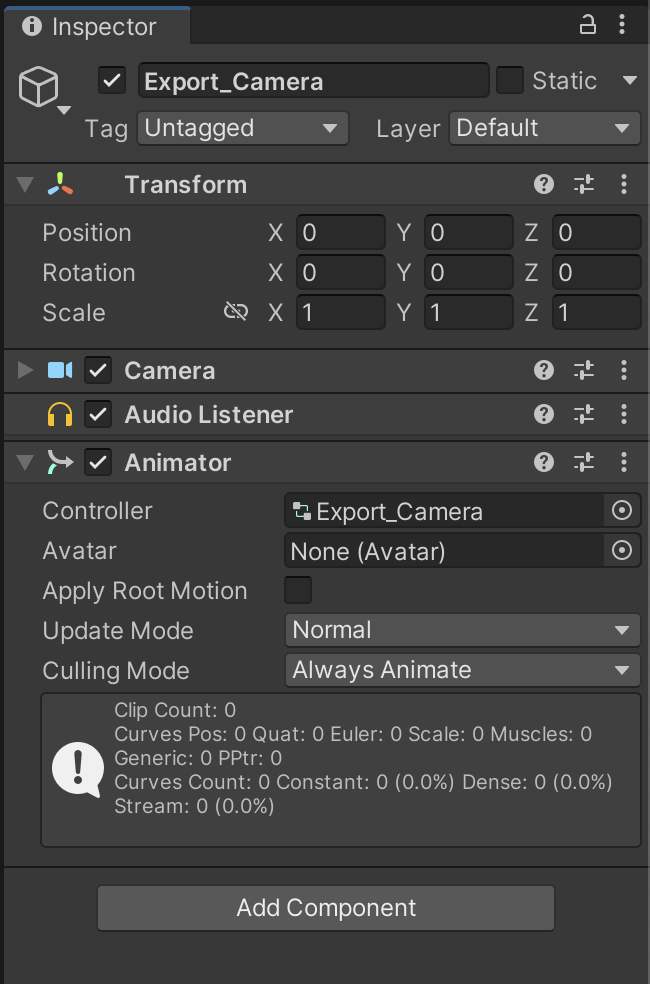 Inspector
Export_Camera Static
Tag Untagged Layer Default
Transform
Position X 0 Y 0 Z 0
Rotation X 0 Y 0 Z 0
Scale X 1 Y 1 Z 1
Camera
Audio Listener
Animator
Controller Export_Camera
Avatar None (Avatar)
Apply Root Motion
Update Mode Normal
Culling Mode Always Animate
Clip Count: 0
Curves Pos: 0 Quat: 0 Euler: 0 Scale: 0 Muscles: 0
Generic: 0 PPtr: 0
Curves Count: 0 Constant: 0 (0.0%) Dense: 0 (0.0%)
Stream: 0 (0.0%)
Add Component